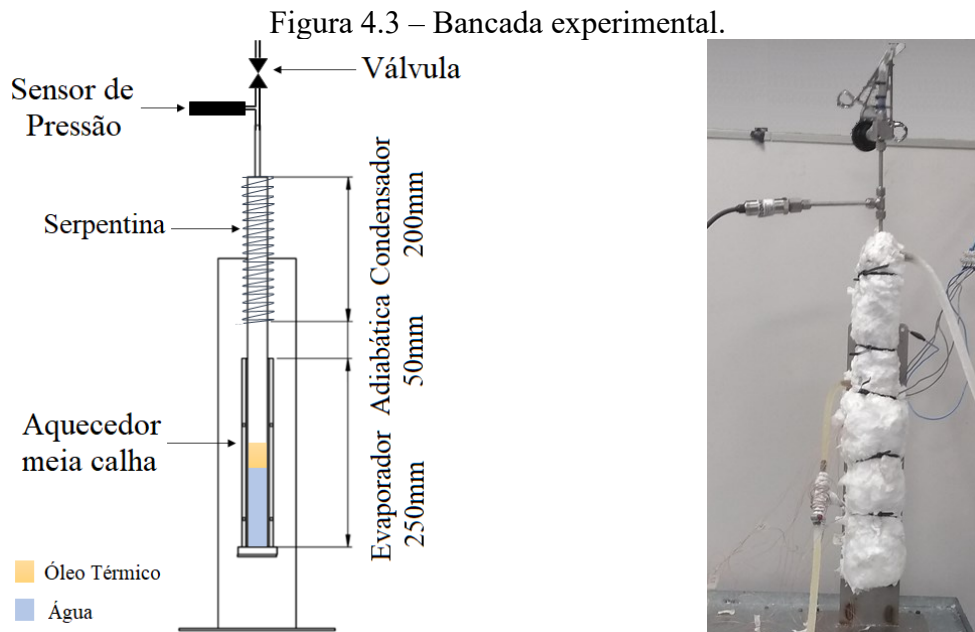 Figura 4.3 – Bancada experimental.
Válvula
Sensor de
Pressão
Serpentina
Condensador
200mm
Adiabática
50mm
Aquecedor
meia calha
Evaporador
250mm
Óleo Térmico
Água